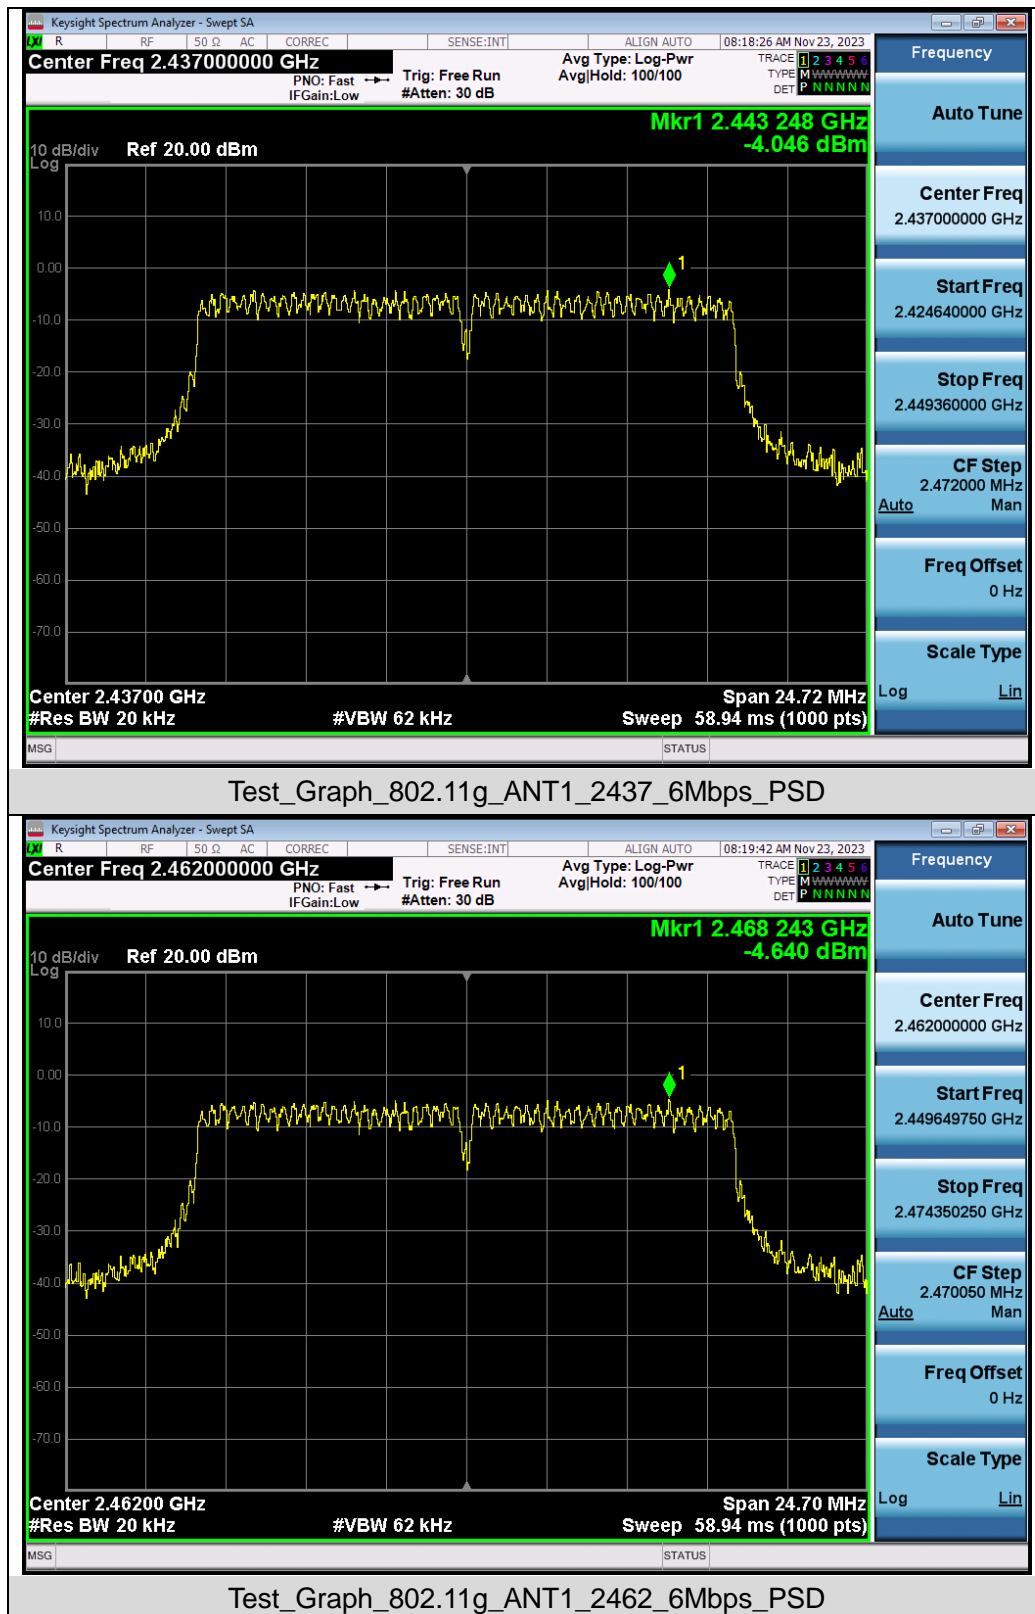 Keysight Spectrum Analyzer - Swept SA
LXI R RF 50 Ω AC CORREC SENSE:INT ALIGN AUTO 08:18:26 AM Nov 23, 2023
Center Freq 2.437000000 GHz
PNO: Fast
IFGain:Low
Trig: Free Run
#Atten: 30 dB
Avg Type: Log-Pwr
Avg|Hold: 100/100
TRACE 1 2 3 4 5 6
TYPE M WWWWW
DET P N N N N N
Frequency
Mkr1 2.443 248 GHz
-4.046 dBm
10 dB/div Ref 20.00 dBm
Log
10.0
0.00
-10.0
-20.0
-30.0
-40.0
-50.0
-60.0
-70.0
1
Center 2.43700 GHz
Span 24.72 MHz
#Res BW 20 kHz
#VBW 62 kHz
Sweep 58.94 ms (1000 pts)
Auto Tune
Center Freq
2.437000000 GHz
Start Freq
2.424640000 GHz
Stop Freq
2.449360000 GHz
CF Step
2.472000 MHz
Auto Man
Freq Offset
0 Hz
Scale Type
Log Lin
MSG STATUS
Test_Graph_802.11g_ANT1_2437_6Mbps_PSD
Keysight Spectrum Analyzer - Swept SA
LXI R RF 50 Ω AC CORREC SENSE:INT ALIGN AUTO 08:19:42 AM Nov 23, 2023
Center Freq 2.462000000 GHz
PNO: Fast
IFGain:Low
Trig: Free Run
#Atten: 30 dB
Avg Type: Log-Pwr
Avg|Hold: 100/100
TRACE 1 2 3 4 5 6
TYPE M WWWWW
DET P N N N N N
Frequency
Mkr1 2.468 243 GHz
-4.640 dBm
10 dB/div Ref 20.00 dBm
Log
10.0
0.00
-10.0
-20.0
-30.0
-40.0
-50.0
-60.0
-70.0
1
Center 2.46200 GHz
Span 24.70 MHz
#Res BW 20 kHz
#VBW 62 kHz
Sweep 58.94 ms (1000 pts)
Auto Tune
Center Freq
2.462000000 GHz
Start Freq
2.449649750 GHz
Stop Freq
2.474350250 GHz
CF Step
2.470050 MHz
Auto Man
Freq Offset
0 Hz
Scale Type
Log Lin
MSG STATUS
Test_Graph_802.11g_ANT1_2462_6Mbps_PSD